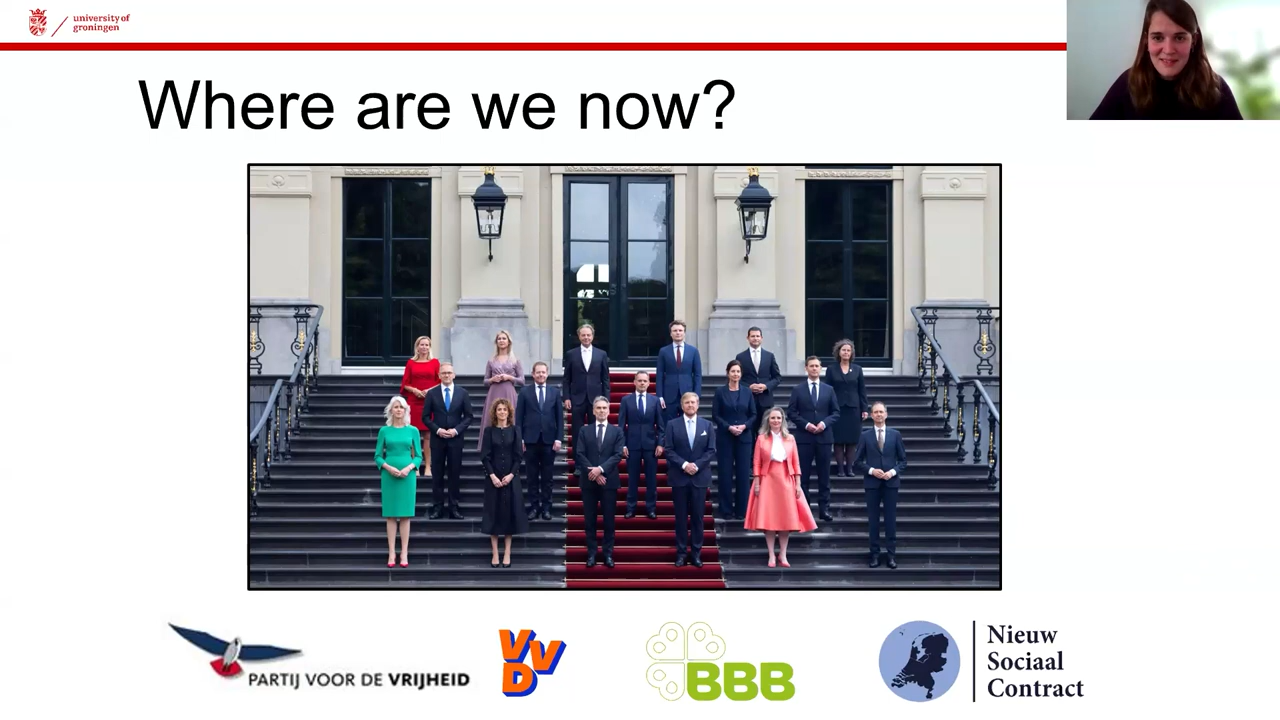 university of
groningen
Where are we now?
PARTIJ VOOR DE VRIJHEID
VVD
BBB
Nieuw
Sociaal
Contract